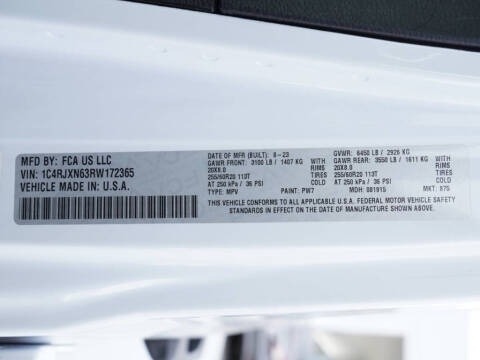 MFD BY: FCA US LLC
VIN: 1C4RJXN63RW172365
VEHICLE MADE IN: U.S.A.
DATE OF MFR (BUILT): 8-23 GVWR: 6450 LB / 2926 KG
GAWR FRONT: 3100 LB / 1407 KG WITH GAWR REAR: 3550 LB / 1611 KG WITH
20X8.0 RIMS 20X8.0 RIMS
255/60R20 113T TIRES 255/60R20 113T TIRES
AT 250 kPa / 36 PSI COLD AT 250 kPa / 36 PSI COLD
TYPE: MPV PAINT: PW7 MDH: 081915 MKT: 875
THIS VEHICLE CONFORMS TO ALL APPLICABLE U.S.A. FEDERAL MOTOR VEHICLE SAFETY
STANDARDS IN EFFECT ON THE DATE OF MANUFACTURE SHOWN ABOVE.